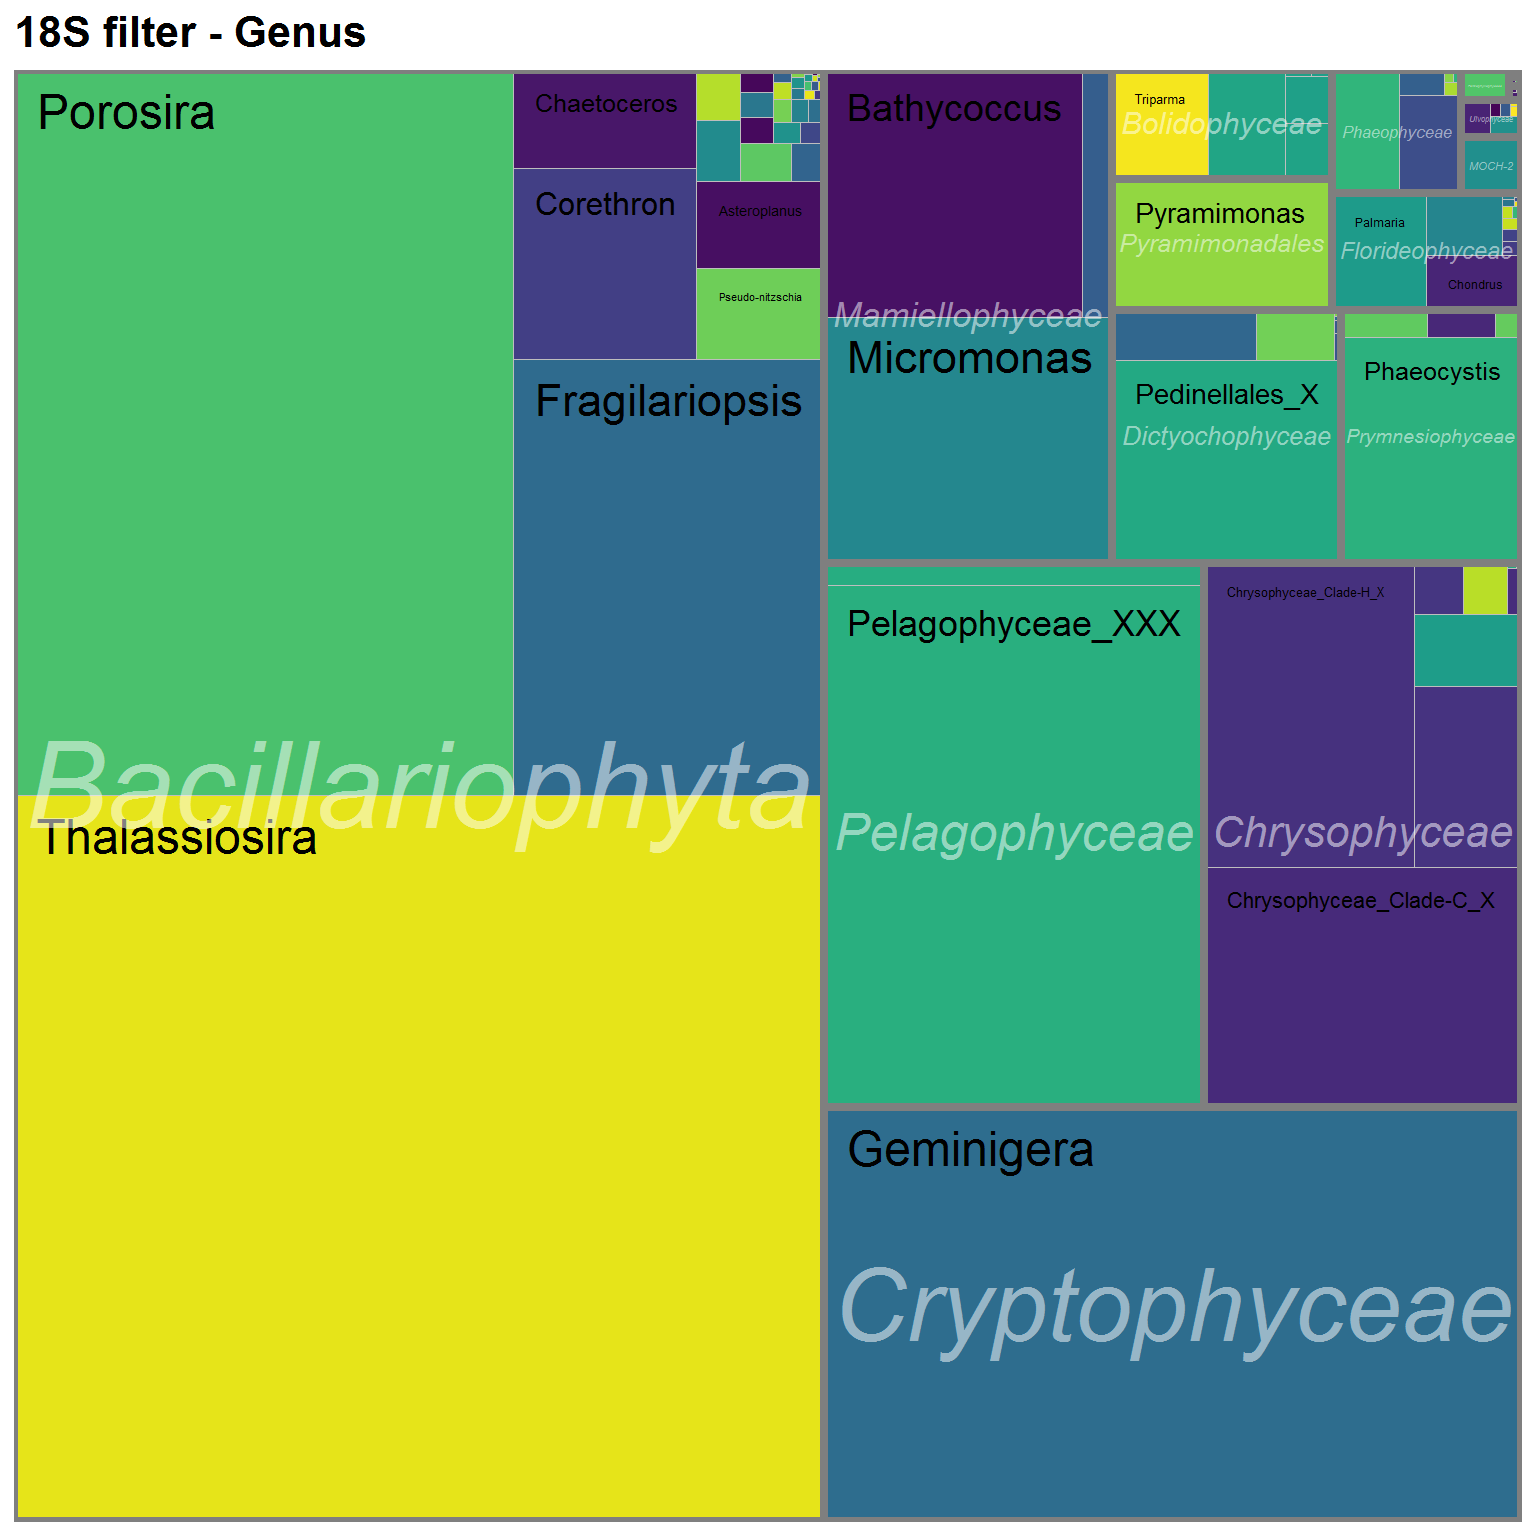 18S filter - Genus
Porosira
Chaetoceros
Corethron
Asteroplanus
Pseudo-nitzschia
Fragilariopsis
Bacillariophyta
Thalassiosira
Bathycoccus
Mamiellophyceae
Micromonas
Triparma
Bolidophyceae
Pyramimonas
Pyramimonadales
Phaeophyceae
Ulvophyceae
MOCH-2
Palmaria
Florideophyceae
Chondrus
Pedinellales_X
Dictyochophyceae
Phaeocystis
Prymnesiophyceae
Pelagophyceae_XXX
Pelagophyceae
Chrysophyceae_Clade-H_X
Chrysophyceae
Chrysophyceae_Clade-C_X
Geminigera
Cryptophyceae